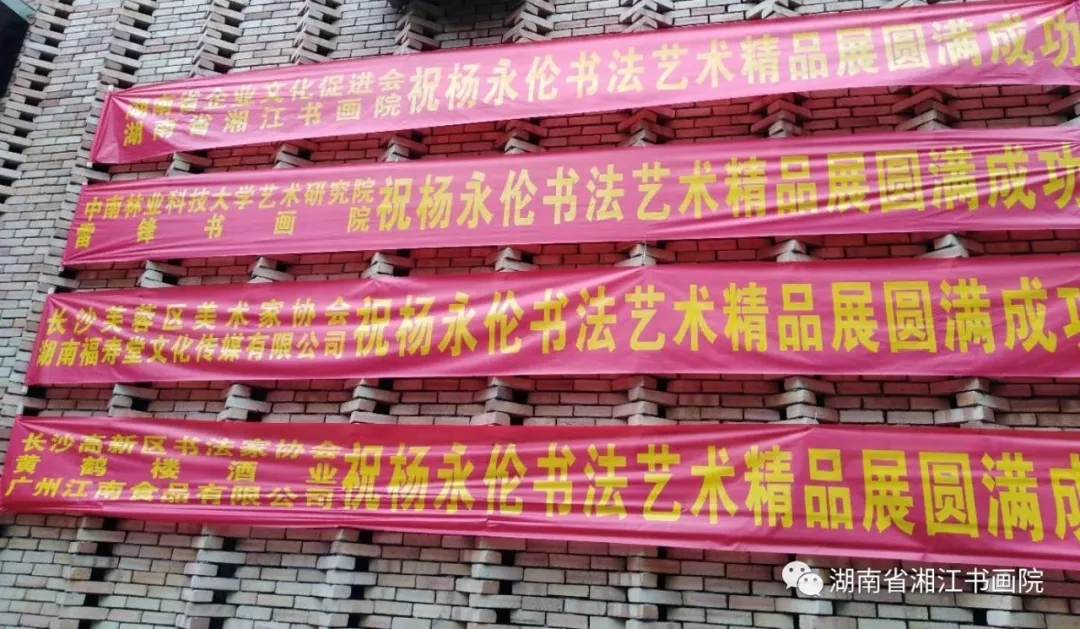 湖南省企业文化促进会
湖南省湘江书画院
祝杨永伦书法艺术精品展圆满成功
中南林业科技大学艺术研究院
雷锋书画院
祝杨永伦书法艺术精品展圆满成功
长沙芙蓉区美术家协会
湖南福寿堂文化传媒有限公司
祝杨永伦书法艺术精品展圆满成功
长沙高新区书法家协会
黄鹤楼酒业
广州江南食品有限公司
祝杨永伦书法艺术精品展圆满成
湖南省湘江书画院